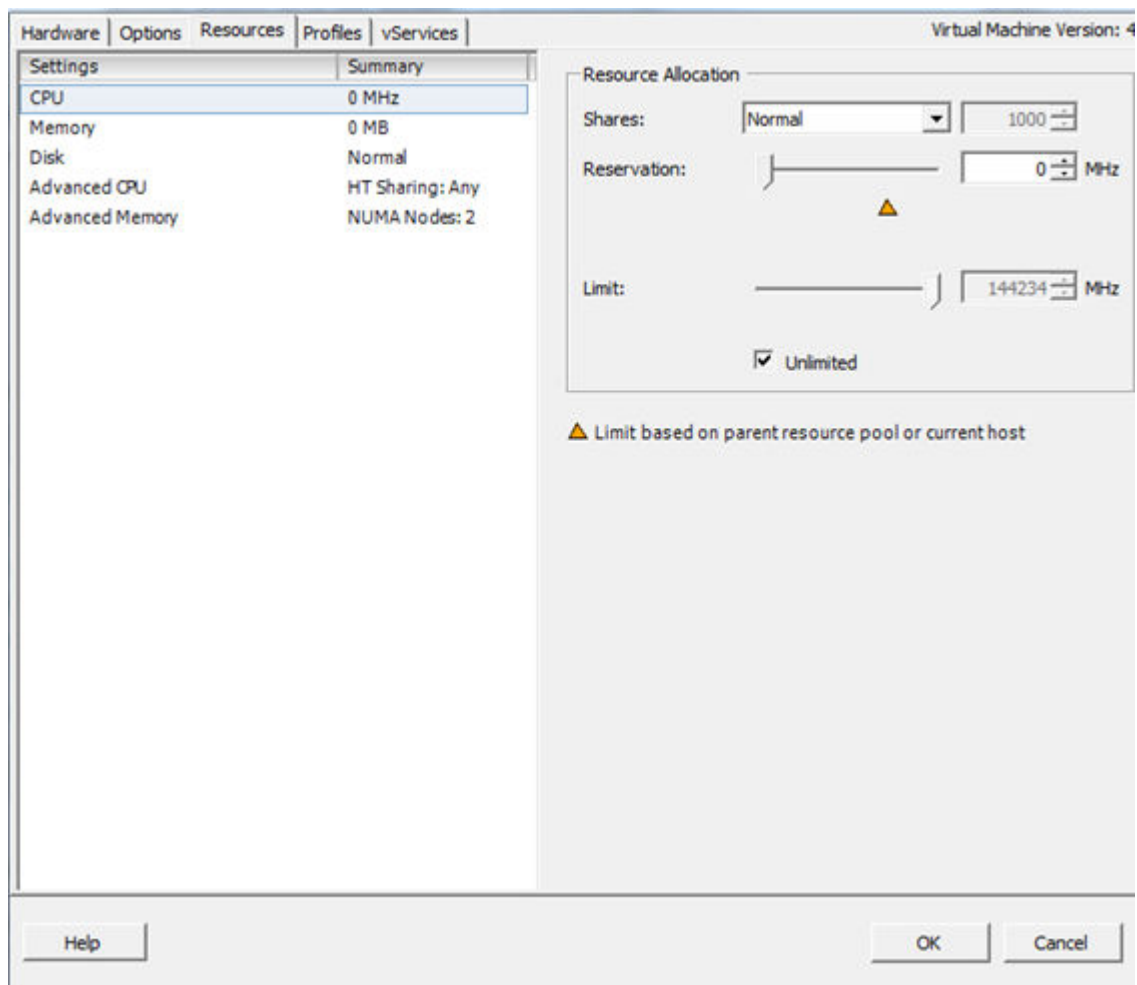 Hardware Options Resources Profiles vServices Virtual Machine Version: 4
Settings Summary
CPU 0 MHz
Memory 0 MB
Disk Normal
Advanced CPU HT Sharing: Any
Advanced Memory NUMA Nodes: 2
Resource Allocation
Shares: Normal 1000
Reservation: 0 MHz
Limit: 144234 MHz
Unlimited
Limit based on parent resource pool or current host
Help OK Cancel